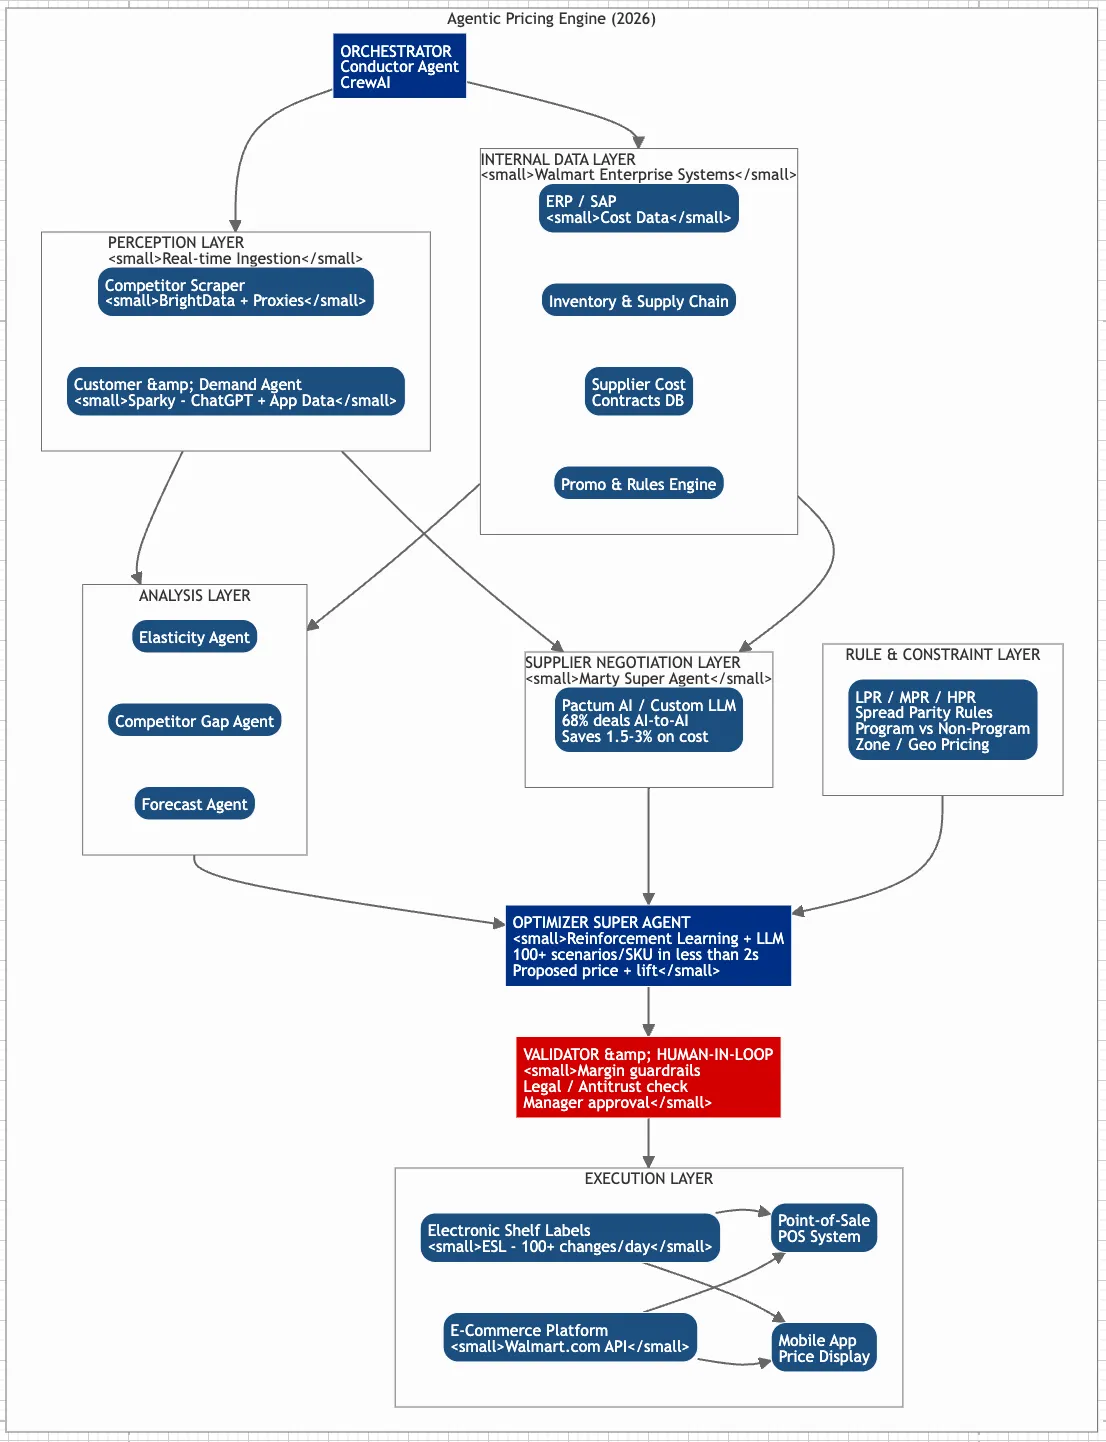 Agentic Pricing Engine (2026)
ORCHESTRATOR
Conductor Agent
CrewAI
INTERNAL DATA LAYER
<small>Walmart Enterprise Systems</small>
ERP / SAP
<small>Cost Data</small>
Inventory & Supply Chain
Supplier Cost
Contracts DB
Promo & Rules Engine
PERCEPTION LAYER
<small>Real-time Ingestion</small>
Competitor Scraper
<small>BrightData + Proxies</small>
Customer &amp; Demand Agent
<small>Sparky - ChatGPT + App Data</small>
ANALYSIS LAYER
Elasticity Agent
Competitor Gap Agent
Forecast Agent
SUPPLIER NEGOTIATION LAYER
<small>Marty Super Agent</small>
Pactum AI / Custom LLM
68% deals AI-to-AI
Saves 1.5-3% on cost
RULE & CONSTRAINT LAYER
LPR / MPR / HPR
Spread Parity Rules
Program vs Non-Program
Zone / Geo Pricing
OPTIMIZER SUPER AGENT
<small>Reinforcement Learning + LLM
100+ scenarios/SKU in less than 2s
Proposed price + lift</small>
VALIDATOR &amp; HUMAN-IN-LOOP
<small>Margin guardrails
Legal / Antitrust check
Manager approval</small>
EXECUTION LAYER
Electronic Shelf Labels
<small>ESL - 100+ changes/day</small>
Point-of-Sale
POS System
E-Commerce Platform
<small>Walmart.com API</small>
Mobile App
Price Display